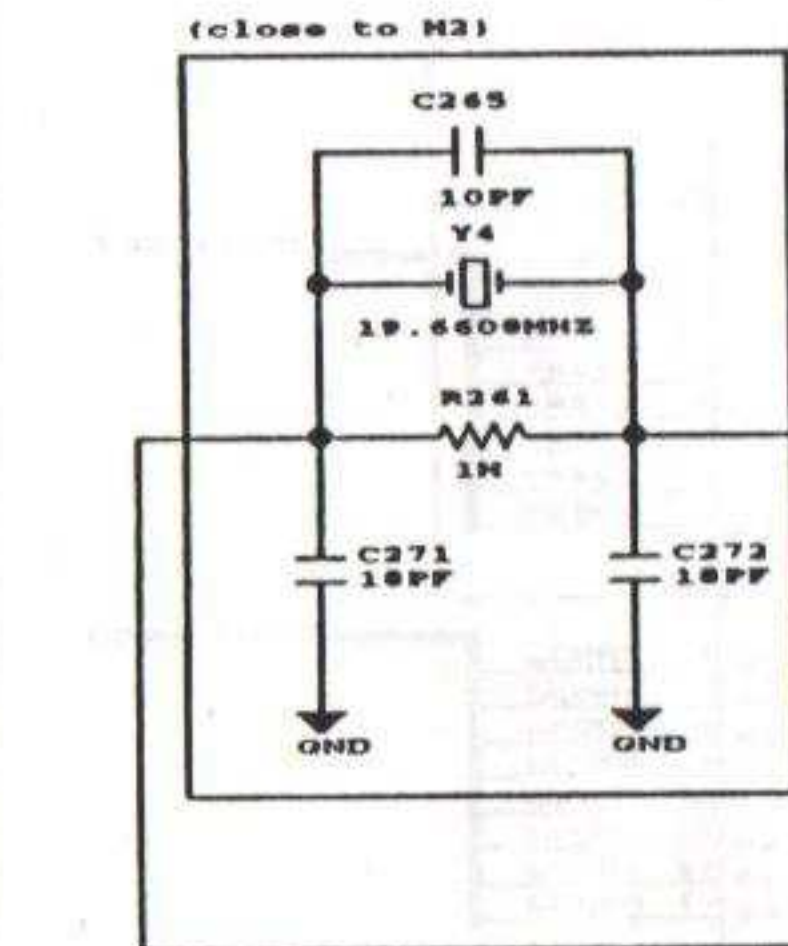 (close to M2)
C265
10PF
Y4
19.6608MHZ
R261
1M
C271
18PF
C272
18PF
GND
GND